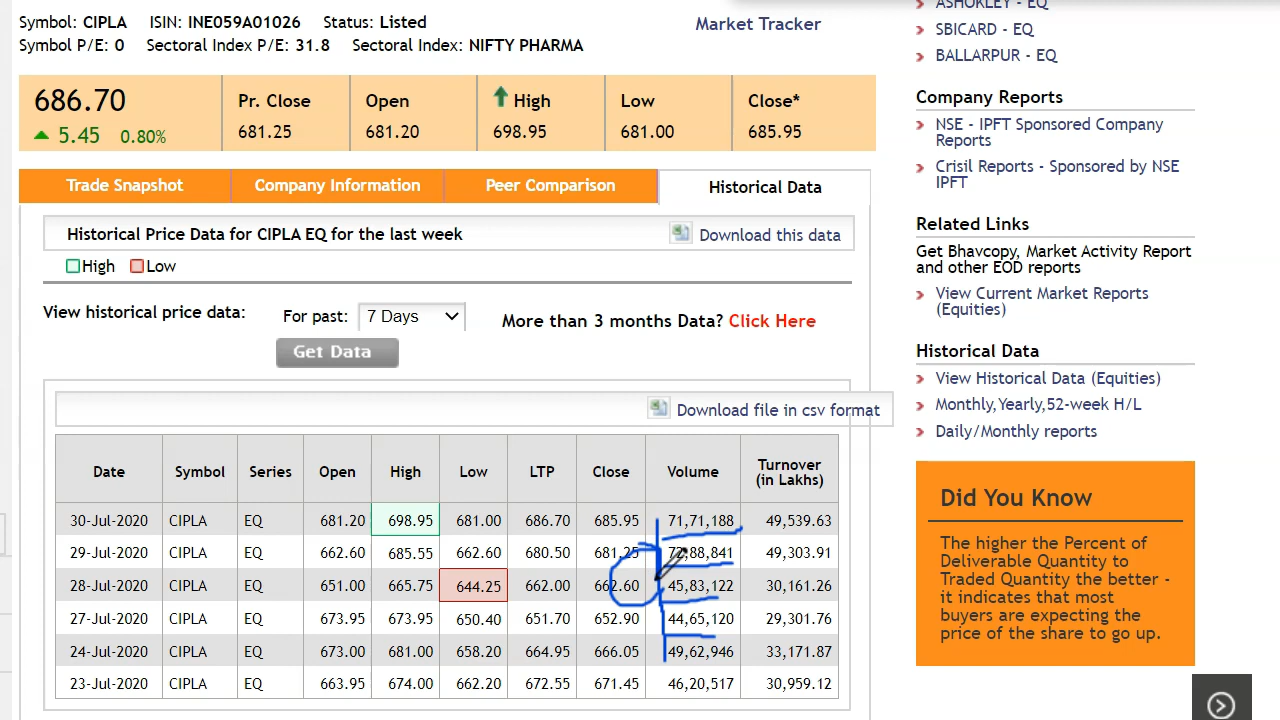 Symbol: CIPLA ISIN: INE059A01026 Status: Listed
Symbol P/E: 0 Sectoral Index P/E: 31.8 Sectoral Index: NIFTY PHARMA
Market Tracker
686.70
5.45 0.80%
Pr. Close Open High Low Close*
681.25 681.20 698.95 681.00 685.95
Trade Snapshot Company Information Peer Comparison Historical Data
Historical Price Data for CIPLA EQ for the last week
Download this data
High Low
View historical price data: For past: 7 Days More than 3 months Data? Click Here
Get Data
Download file in csv format
Date Symbol Series Open High Low LTP Close Volume Turnover (in Lakhs)
30-Jul-2020 CIPLA EQ 681.20 698.95 681.00 686.70 685.95 71,71,188 49,539.63
29-Jul-2020 CIPLA EQ 662.60 685.55 662.60 680.50 681.25 49,303.91
28-Jul-2020 CIPLA EQ 651.00 665.75 644.25 662.00 662.60 45,83,122 30,161.26
27-Jul-2020 CIPLA EQ 673.95 673.95 650.40 651.70 652.90 44,65,120 29,301.76
24-Jul-2020 CIPLA EQ 673.00 681.00 658.20 664.95 666.05 49,62,946 33,171.87
23-Jul-2020 CIPLA EQ 663.95 674.00 662.20 672.55 671.45 46,20,517 30,959.12
ASHOKLEY - EQ
SBICARD - EQ
BALLARPUR - EQ
Company Reports
NSE - IPFT Sponsored Company
Reports
Crisil Reports - Sponsored by NSE
IPFT
Related Links
Get Bhavcopy, Market Activity Report
and other EOD reports
View Current Market Reports
(Equities)
Historical Data
View Historical Data (Equities)
Monthly,Yearly,52-week H/L
Daily/Monthly reports
Did You Know
The higher the Percent of
Deliverable Quantity to
Traded Quantity the better -
it indicates that most
buyers are expecting the
price of the share to go up.